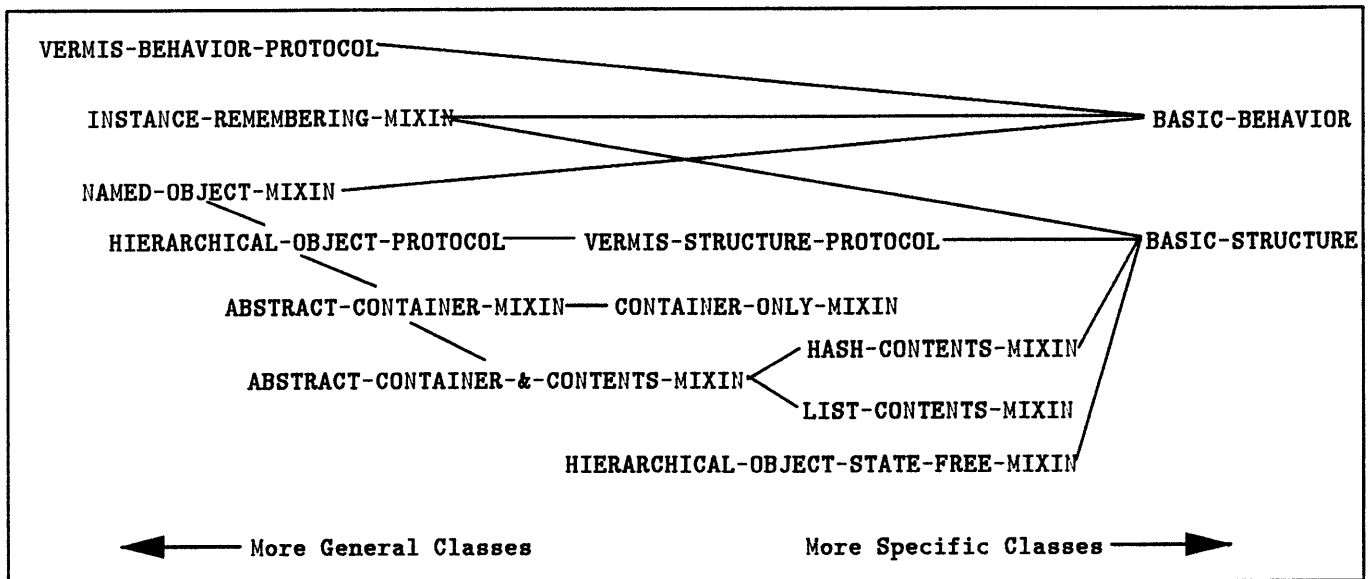 VERMIS-BEHAVIOR-PROTOCOL
INSTANCE-REMEMBERING-MIXIN
BASIC-BEHAVIOR
NAMED-OBJECT-MIXIN
HIERARCHICAL-OBJECT-PROTOCOL
VERMIS-STRUCTURE-PROTOCOL
BASIC-STRUCTURE
ABSTRACT-CONTAINER-MIXIN
CONTAINER-ONLY-MIXIN
HASH-CONTENTS-MIXIN
ABSTRACT-CONTAINER-&-CONTENTS-MIXIN
LIST-CONTENTS-MIXIN
HIERARCHICAL-OBJECT-STATE-FREE-MIXIN
More General Classes
More Specific Classes